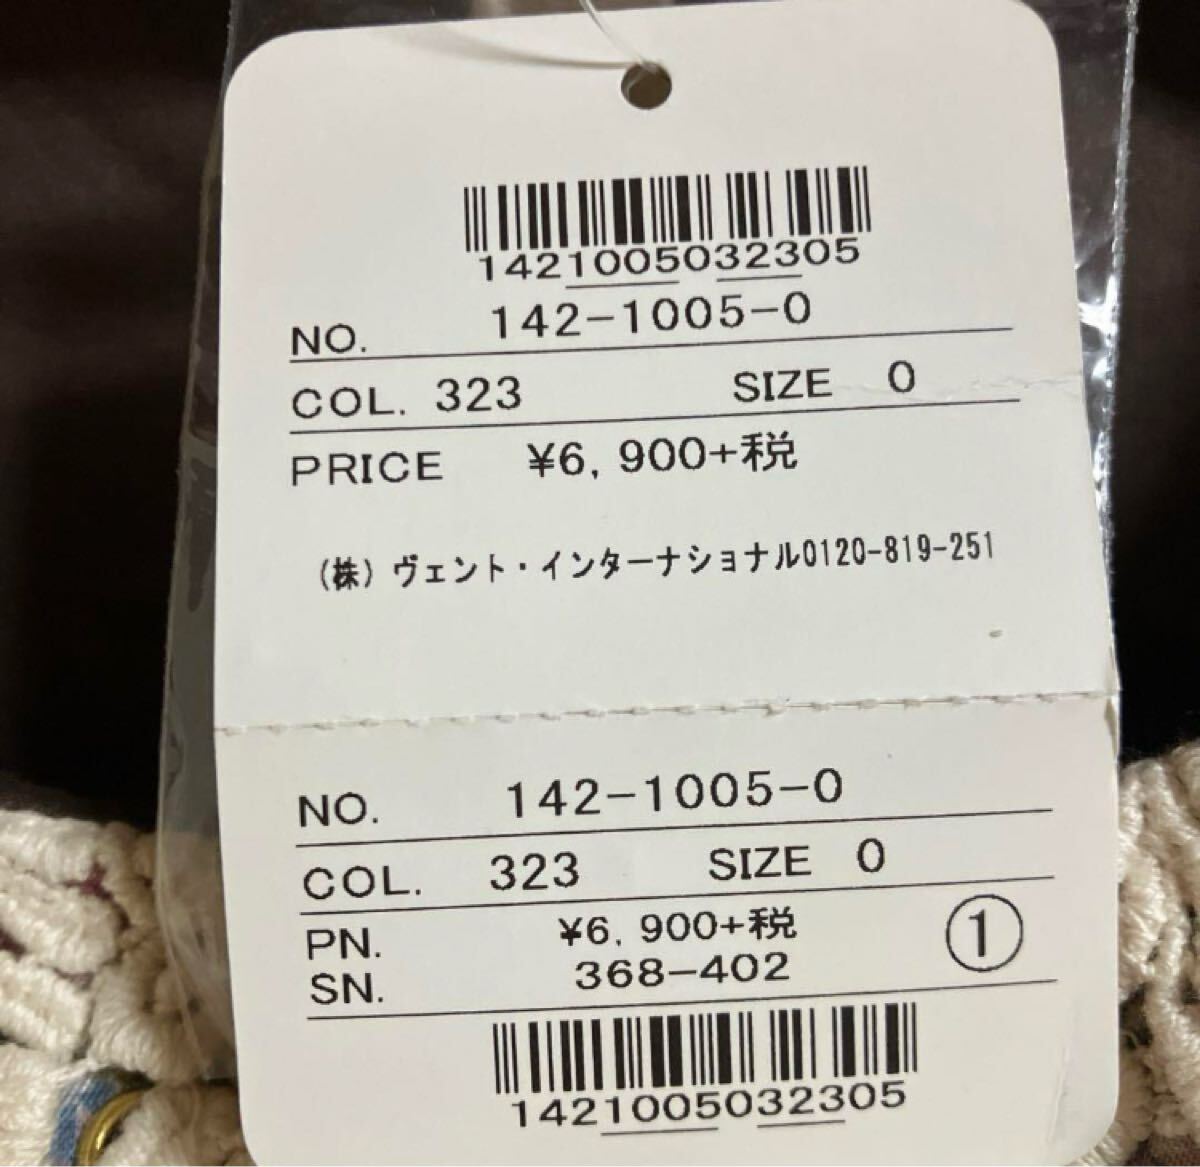 1421005032305
NO. 142-1005-0
COL. 323 SIZE 0
PRICE ¥6,900+税
(株)ヴェント・インターナショナル0120-819-251
NO. 142-1005-0
COL. 323 SIZE 0
PN. ¥6,900+税 ①
SN. 368-402
1421005032305